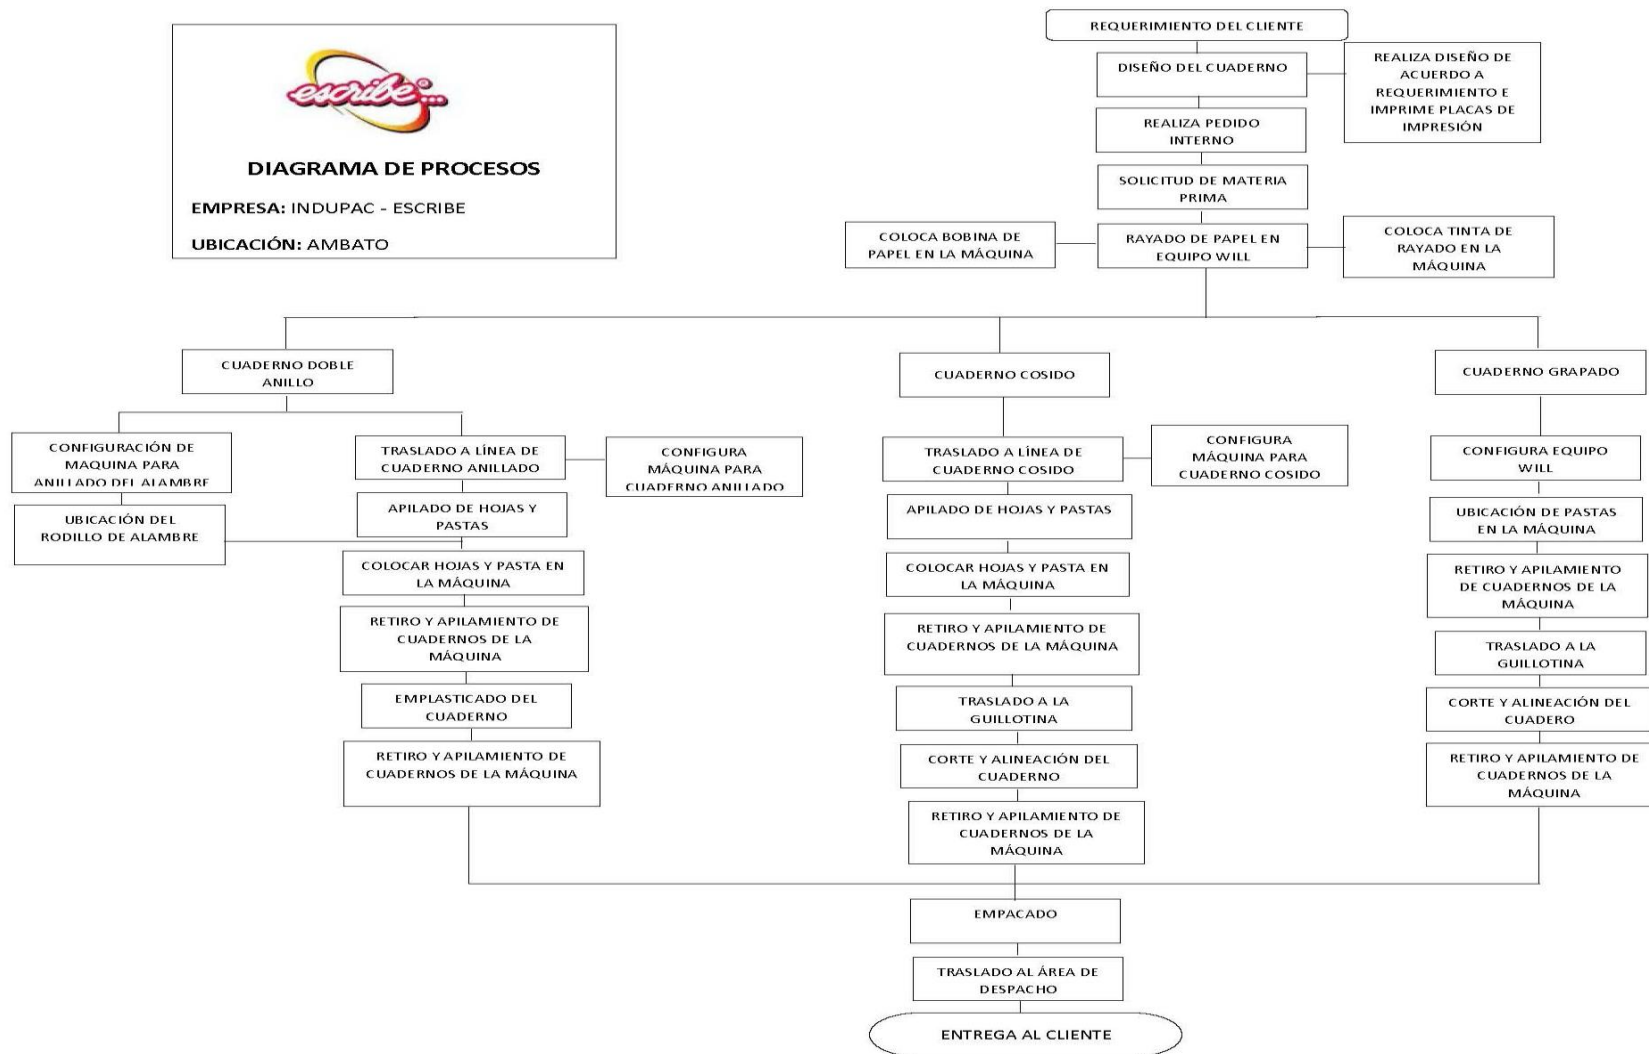 escribe®...
DIAGRAMA DE PROCESOS
EMPRESA: INDUPAC - ESCRIBE
UBICACIÓN: AMBATO
REQUERIMIENTO DEL CLIENTE
DISEÑO DEL CUADERNO
REALIZA DISEÑO DE
ACUERDO A
REQUERIMIENTO E
IMPRIME PLACAS DE
IMPRESIÓN
REALIZA PEDIDO
INTERNO
SOLICITUD DE MATERIA
PRIMA
COLOCA BOBINA DE
PAPEL EN LA MÁQUINA
RAYADO DE PAPEL EN
EQUIPO WILL
COLOCA TINTA DE
RAYADO EN LA
MÁQUINA
CUADERNO DOBLE
ANILLO
CONFIGURACIÓN DE
MAQUINA PARA
ANILLADO DEL ALAMBRE
UBICACIÓN DEL
RODILLO DE ALAMBRE
TRASLADO A LÍNEA DE
CUADERNO ANILLADO
CONFIGURA
MÁQUINA PARA
CUADERNO ANILLADO
APILADO DE HOJAS Y
PASTAS
COLOCAR HOJAS Y PASTA EN
LA MÁQUINA
RETIRO Y APILAMIENTO DE
CUADERNOS DE LA
MÁQUINA
EMPLASTICADO DEL
CUADERNO
RETIRO Y APILAMIENTO DE
CUADERNOS DE LA MÁQUINA
CUADERNO COSIDO
TRASLADO A LÍNEA DE
CUADERNO COSIDO
CONFIGURA
MÁQUINA PARA
CUADERNO COSIDO
APILADO DE HOJAS Y PASTAS
COLOCAR HOJAS Y PASTA EN
LA MÁQUINA
RETIRO Y APILAMIENTO DE
CUADERNOS DE LA MÁQUINA
TRASLADO A LA
GUILLOTINA
CORTE Y ALINEACIÓN DEL
CUADERNO
RETIRO Y APILAMIENTO DE
CUADERNOS DE LA
MÁQUINA
CUADERNO GRAPADO
CONFIGURA EQUIPO
WILL
UBICACIÓN DE PASTAS
EN LA MÁQUINA
RETIRO Y APILAMIENTO
DE CUADERNOS DE LA
MÁQUINA
TRASLADO A LA
GUILLOTINA
CORTE Y ALINEACIÓN DEL
CUADERO
RETIRO Y APILAMIENTO DE
CUADERNOS DE LA
MÁQUINA
EMPACADO
TRASLADO AL ÁREA DE
DESPACHO
ENTREGA AL CLIENTE